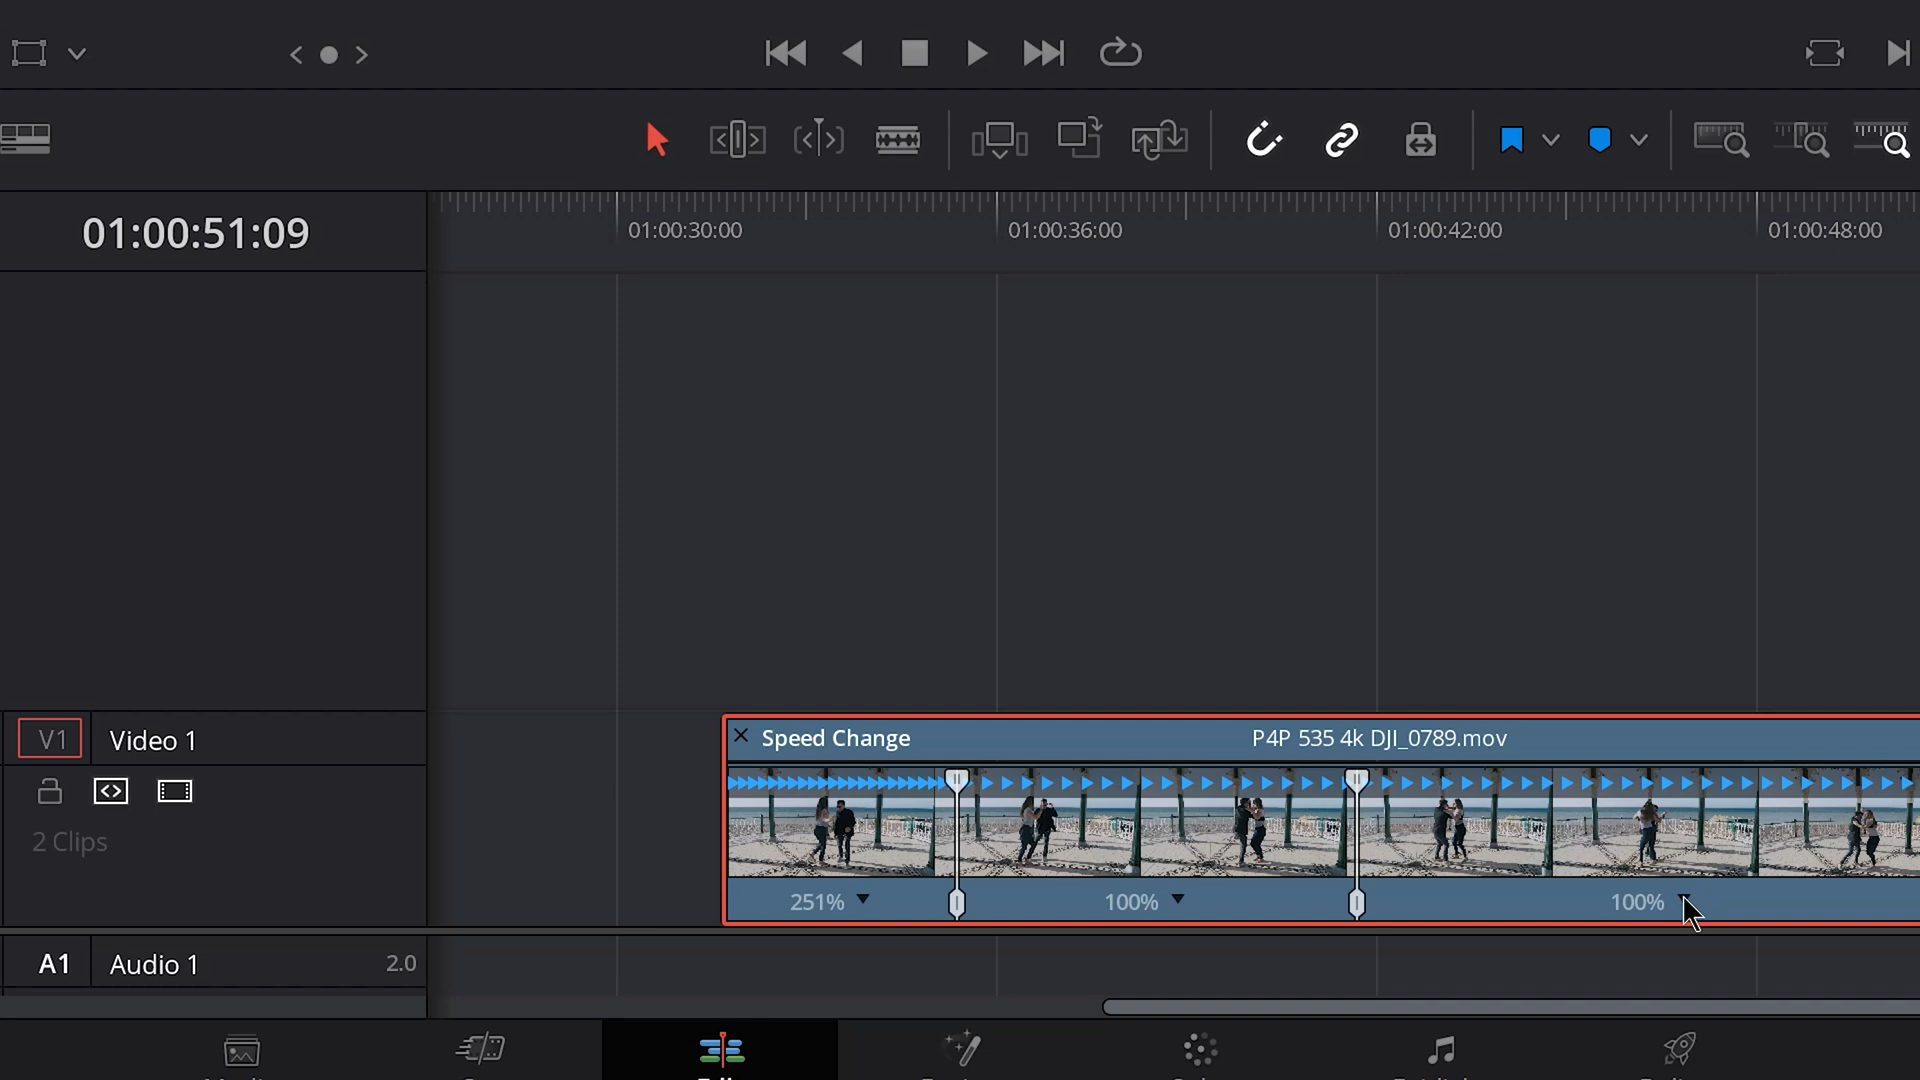 01:00:51:09
01:00:30:00 01:00:36:00 01:00:42:00 01:00:48:00
V1 Video 1
Speed Change P4P 535 4k DJI_0789.mov
2 Clips
251% 100% 100%
A1 Audio 1 2.0